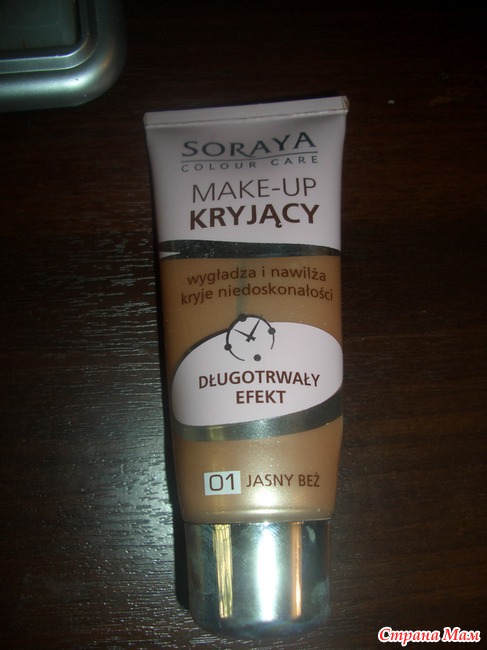 SORAYA
COLOUR CARE
MAKE-UP
KRYJĄCY
wygładza i nawilża
kryje niedoskonałości
DŁUGOTRWAŁY
EFEKT
01 JASNY BEŻ
Страна Мам